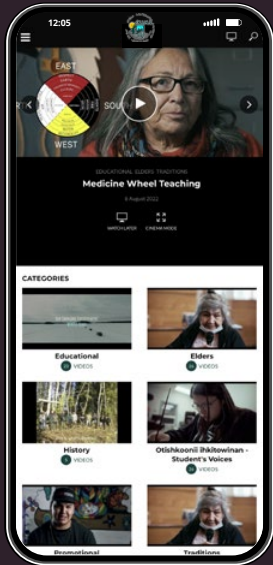 12:05
EAST
SOU
WEST
EDUCATIONAL ELDERS TRADITIONS
Medicine Wheel Teaching
8 August 2022
WATCH LATER
CINEMA MODE
CATEGORIES
Educational
VIDEOS
Elders
VIDEOS
History
VIDEOS
Otishkoonii ihkitowinan -
Student's Voices
VIDEOS
Promotional
Traditions